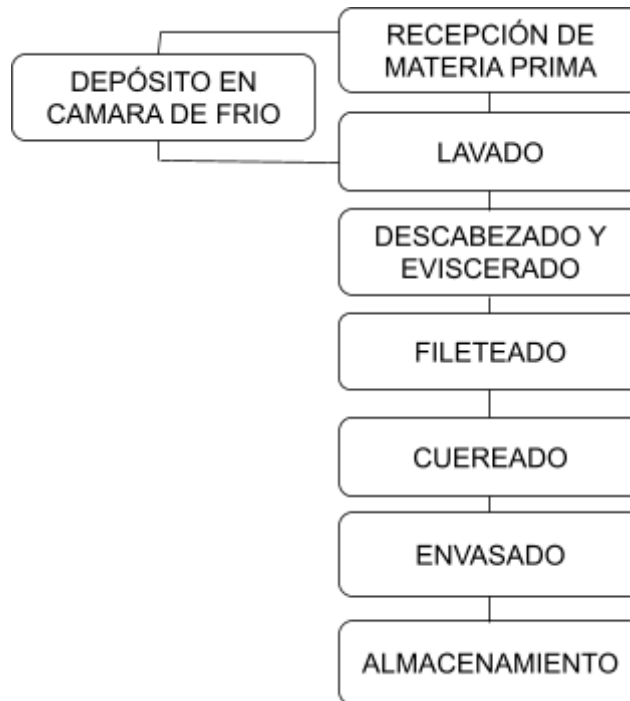 RECEPCIÓN DE
MATERIA PRIMA
DEPÓSITO EN
CAMARA DE FRIO
LAVADO
DESCABEZADO Y
EVISCERADO
FILETEADO
CUEREADO
ENVASADO
ALMACENAMIENTO